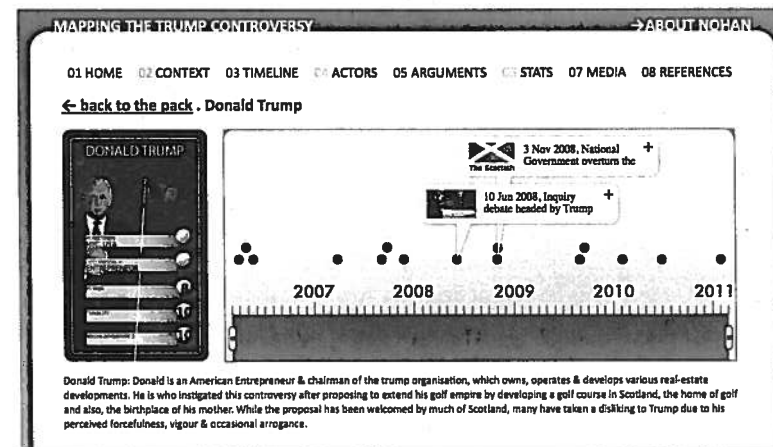 MAPPING THE TRUMP CONTROVERSY
→ABOUT NOHAN
01 HOME 02 CONTEXT 03 TIMELINE 04 ACTORS 05 ARGUMENTS STATS 07 MEDIA 08 REFERENCES
← back to the pack . Donald Trump
DONALD TRUMP
3 Nov 2008, National +
Government overturn the
The Scottish
10 Jun 2008, Inquiry +
debate headed by Trump
2007 2008 2009 2010 2011
Donald Trump: Donald is an American Entrepreneur & chairman of the trump organisation, which owns, operates & develops various real-estate
developments. He is who instigated this controversy after proposing to extend his golf empire by developing a golf course in Scotland, the home of golf
and also, the birthplace of his mother. While the proposal has been welcomed by much of Scotland, many have taken a disliking to Trump due to his
perceived forcefulness, vigour & occasional arrogance.